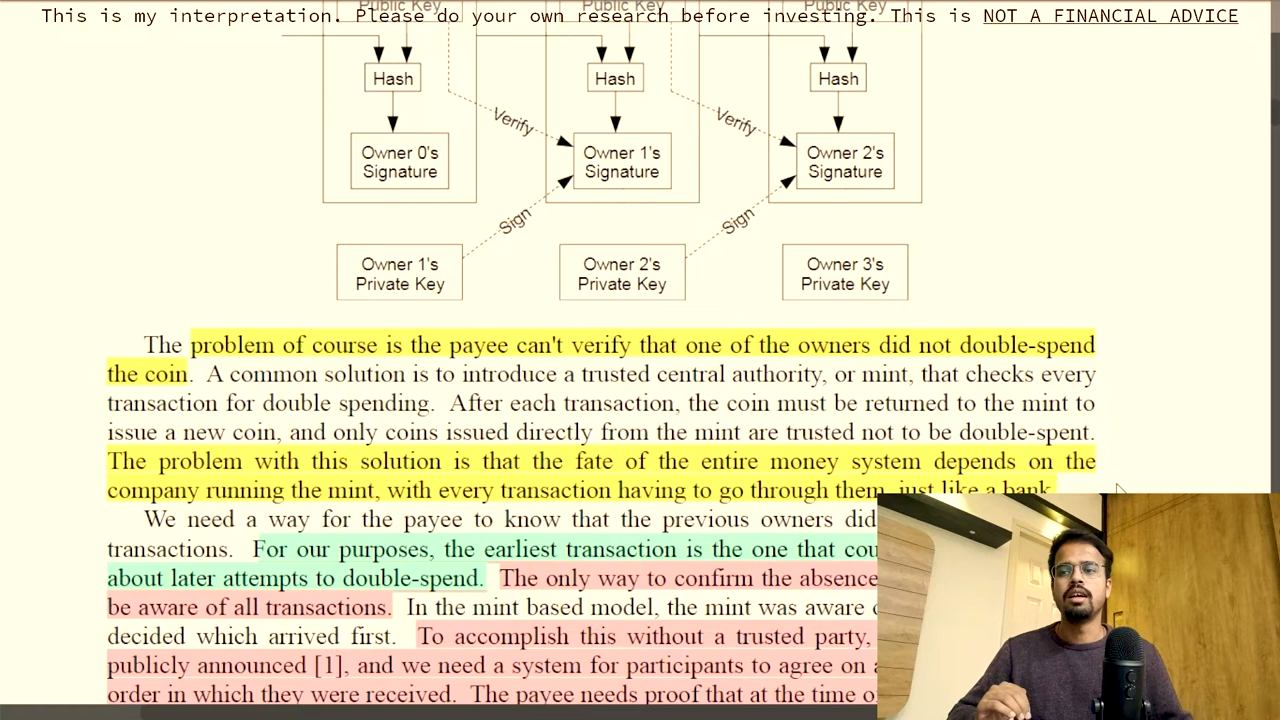 This is my interpretation. Please do your own research before investing. This is NOT A FINANCIAL ADVICE
Public Key Public Key Public Key
Hash Hash Hash
Verify Verify
Owner 0's Owner 1's Owner 2's
Signature Signature Signature
Sign Sign
Owner 1's Owner 2's Owner 3's
Private Key Private Key Private Key
The problem of course is the payee can't verify that one of the owners did not double-spend
the coin. A common solution is to introduce a trusted central authority, or mint, that checks every
transaction for double spending. After each transaction, the coin must be returned to the mint to
issue a new coin, and only coins issued directly from the mint are trusted not to be double-spent.
The problem with this solution is that the fate of the entire money system depends on the
company running the mint, with every transaction having to go through them, just like a bank.
We need a way for the payee to know that the previous owners did
transactions. For our purposes, the earliest transaction is the one that cou
about later attempts to double-spend. The only way to confirm the absence
be aware of all transactions. In the mint based model, the mint was aware
decided which arrived first. To accomplish this without a trusted party,
publicly announced [1], and we need a system for participants to agree on
order in which they were received. The payee needs proof that at the time